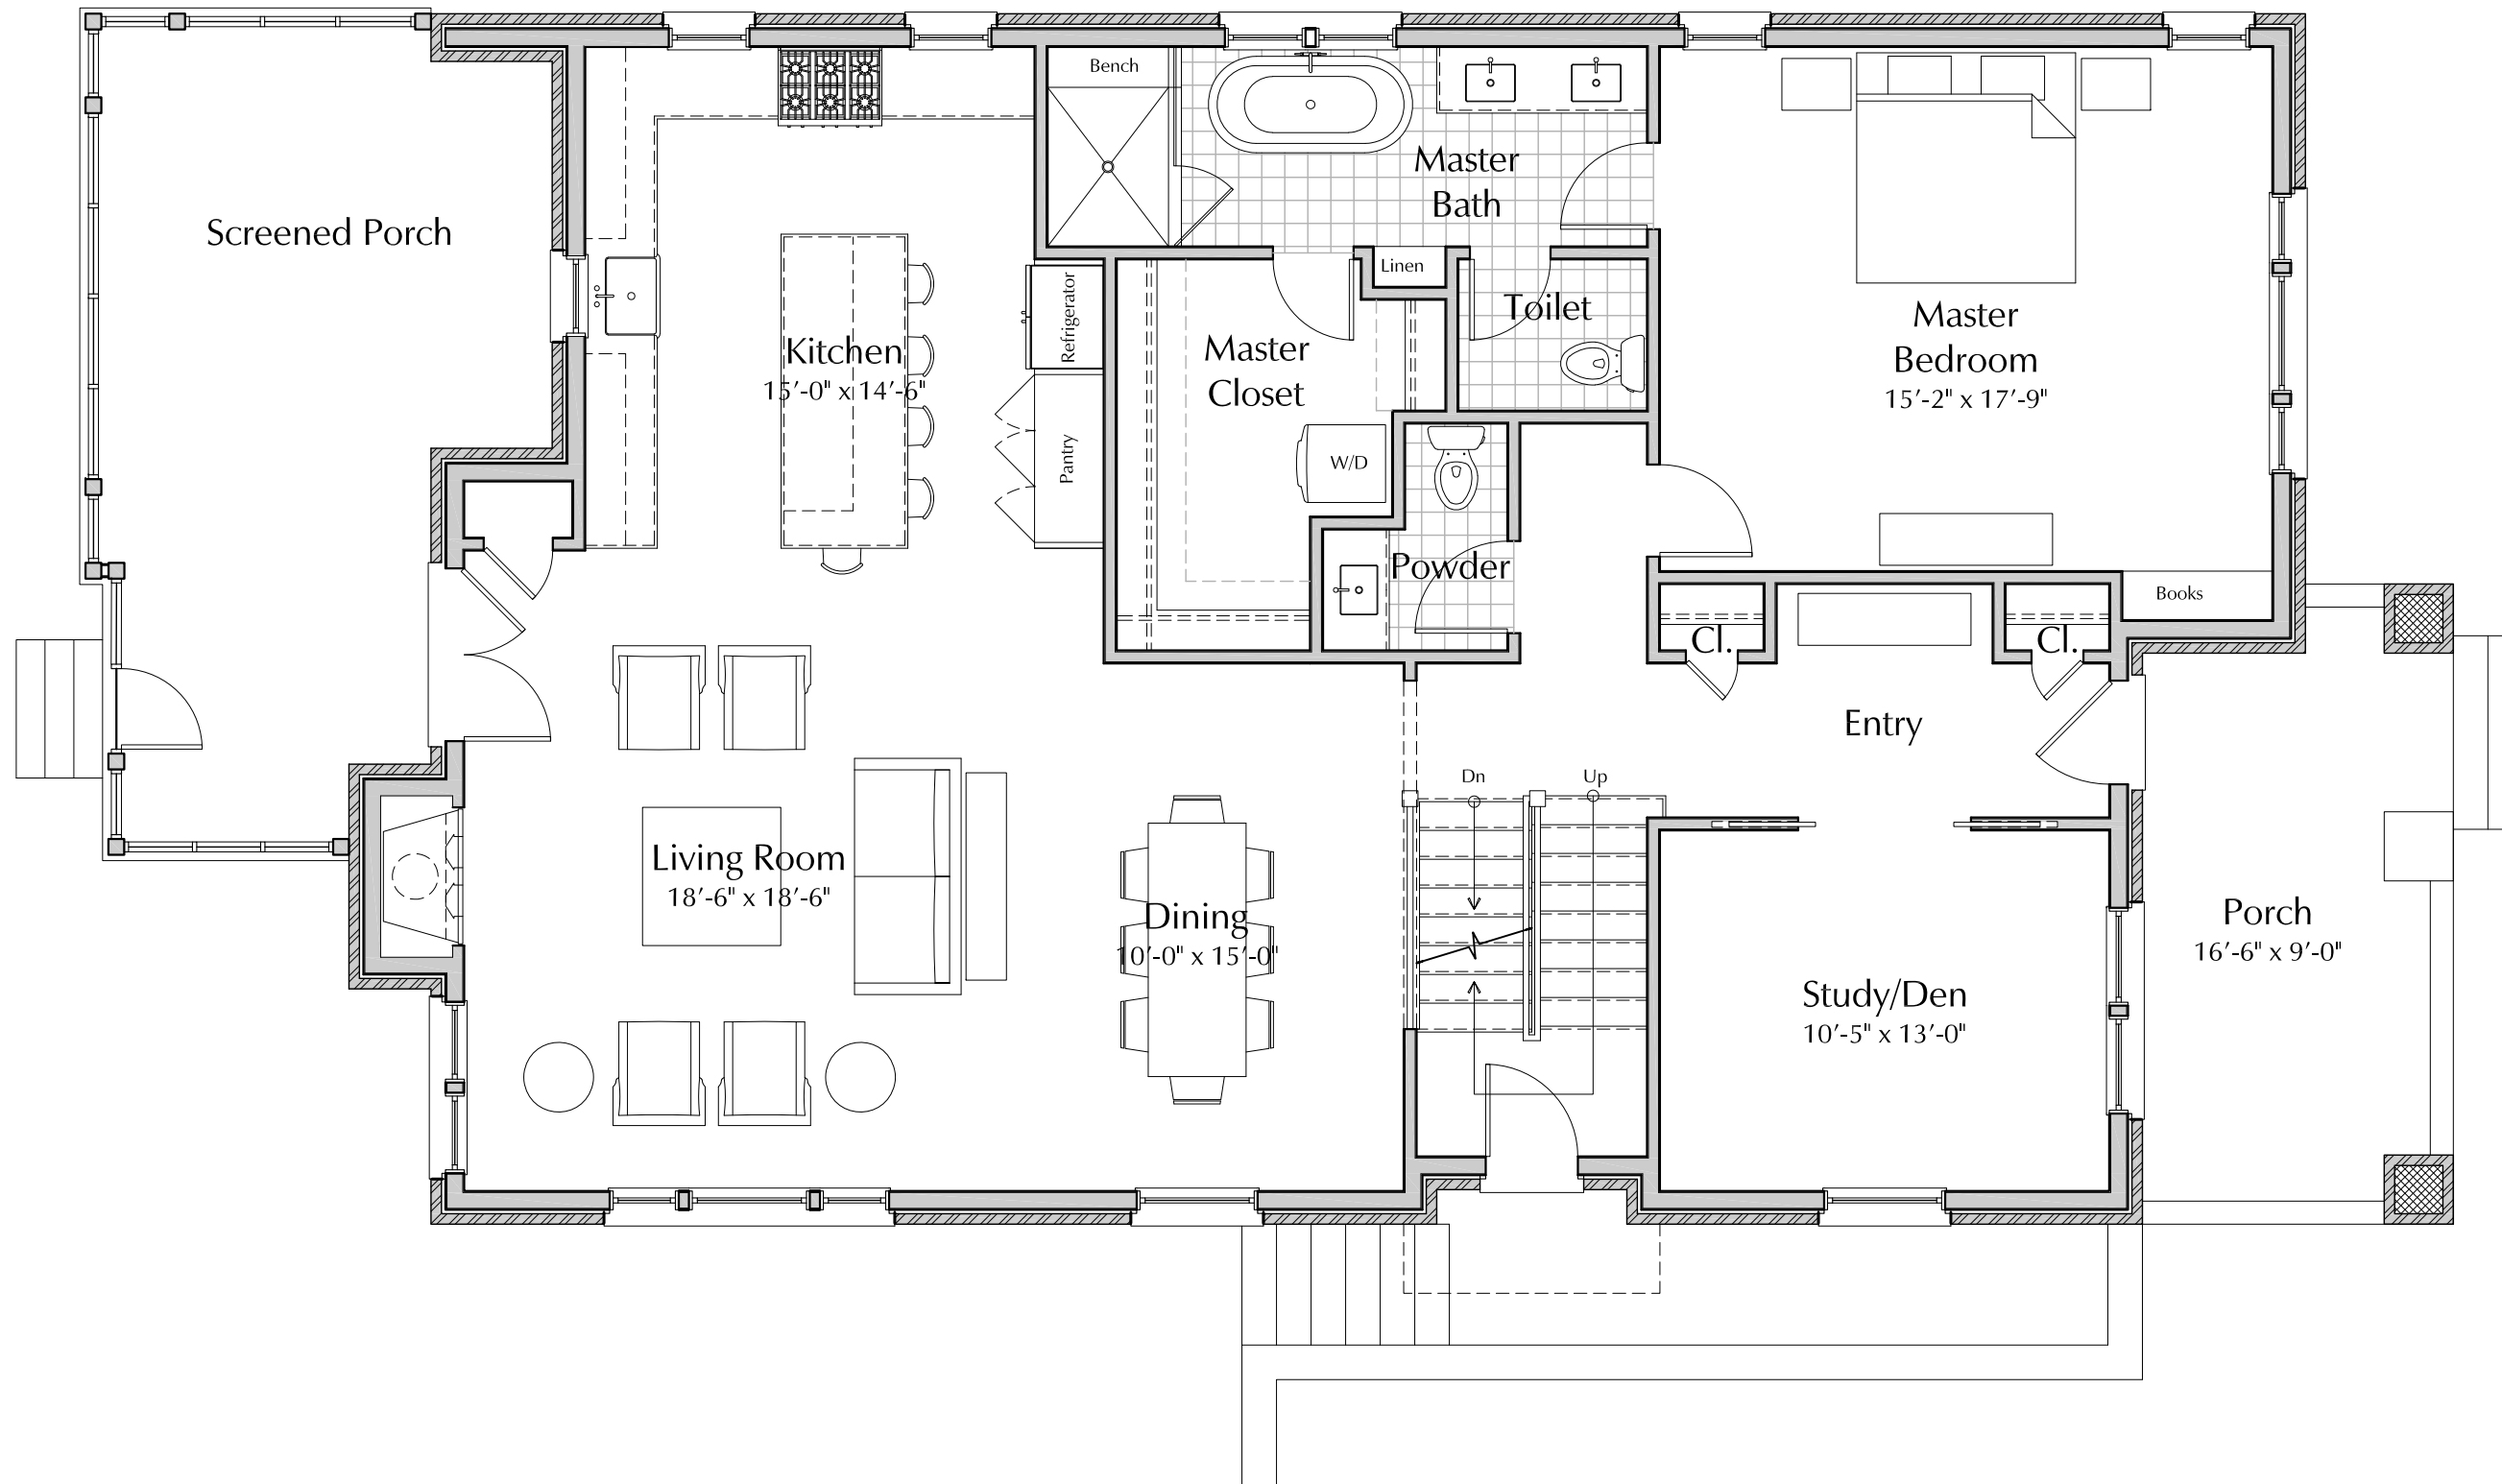 Bench
Master
Bath
Screened Porch
Linen
Toilet
Refrigerator
Kitchen
15'-0" x 14'-6"
Master
Closet
Master
Bedroom
15'-2" x 17'-9"
Pantry
W/D
Powder
Books
Cl.
Cl.
Entry
Dn
Up
Living Room
18'-6" x 18'-6"
Dining
10'-0" x 15'-0"
Porch
16'-6" x 9'-0"
Study/Den
10'-5" x 13'-0"